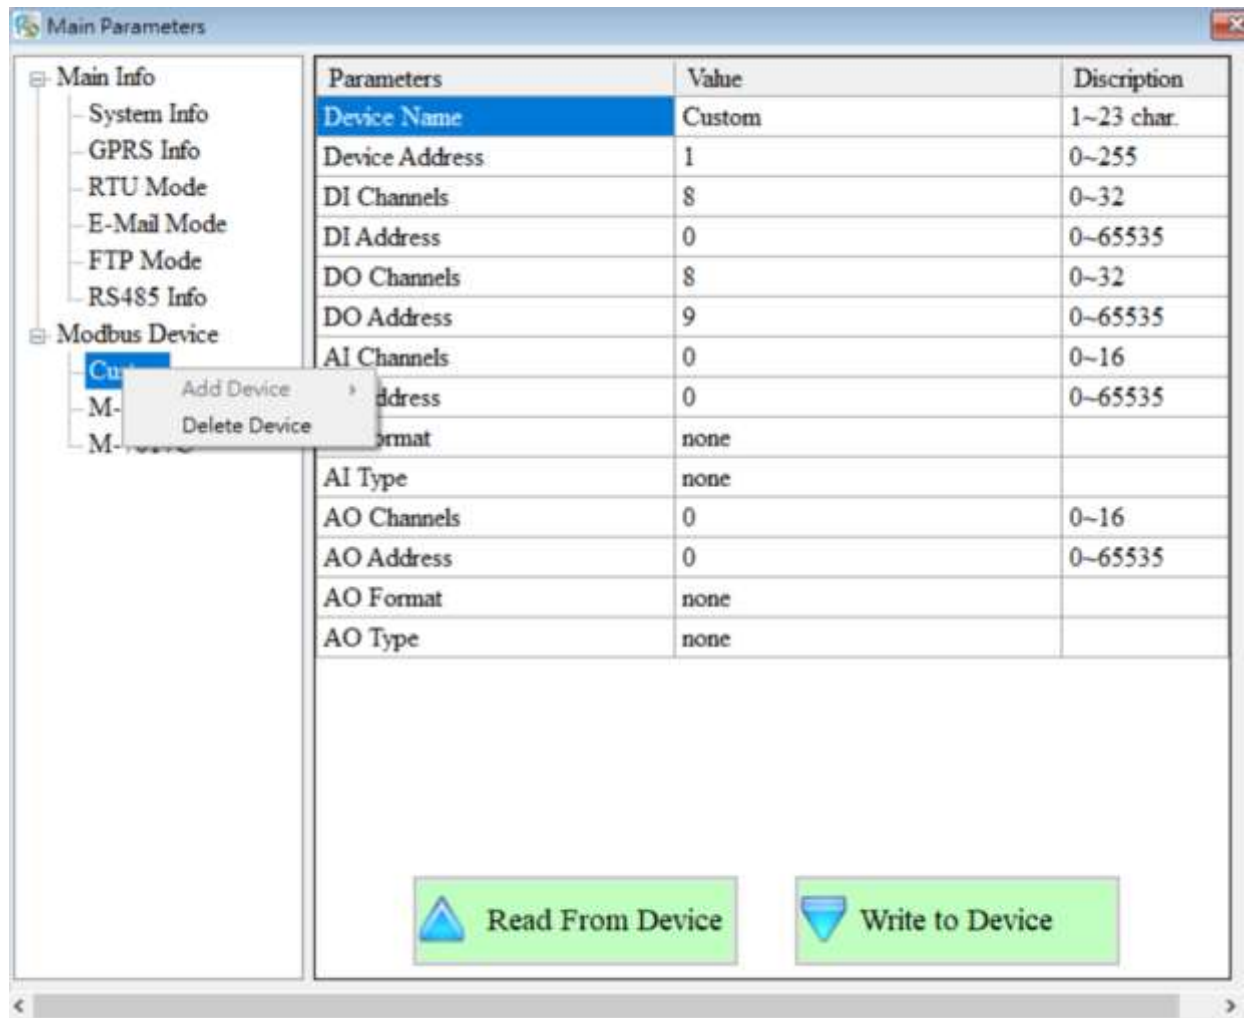 Main Parameters
Main Info
System Info
GPRS Info
RTU Mode
E-Mail Mode
FTP Mode
RS485 Info
Modbus Device
Cu
M-
M-
Add Device
Delete Device
Parameters Value Discription
Device Name Custom 1~23 char.
Device Address 1 0~255
DI Channels 8 0~32
DI Address 0 0~65535
DO Channels 8 0~32
DO Address 9 0~65535
AI Channels 0 0~16
ddress 0 0~65535
ormat none
AI Type none
AO Channels 0 0~16
AO Address 0 0~65535
AO Format none
AO Type none
Read From Device
Write to Device